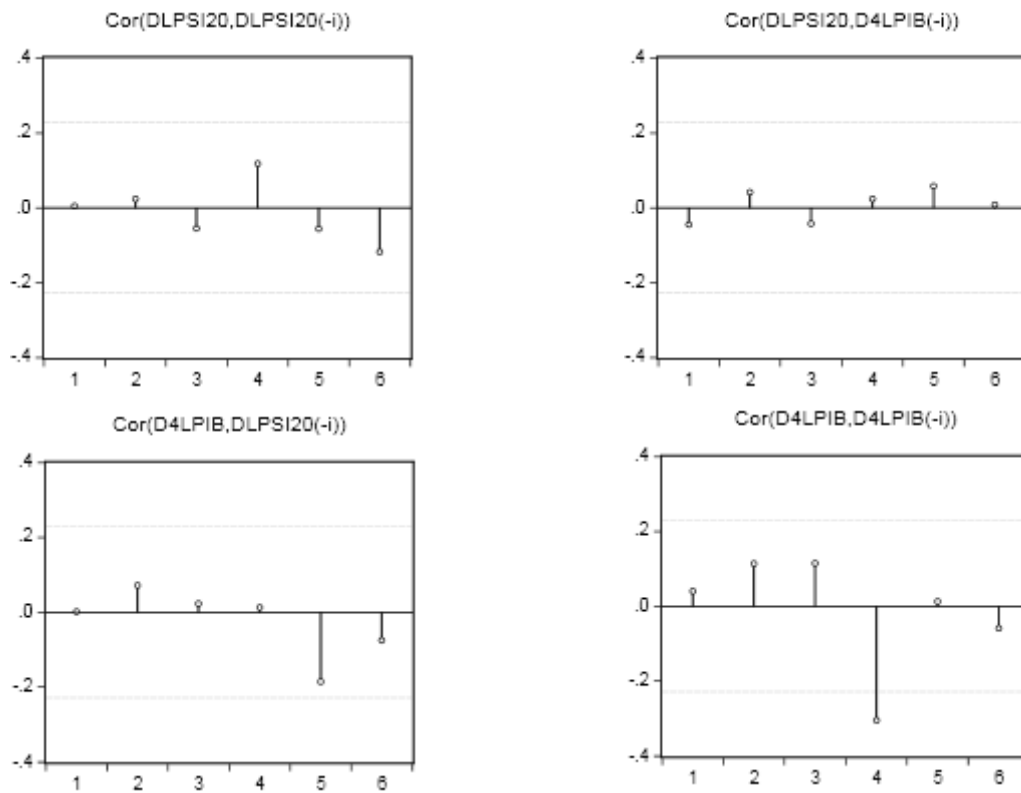 Cor(DLPSI20,DLPSI20(-i))
.4
.2
.0
-.2
-.4
1 2 3 4 5 6
Cor(DLPSI20,D4LPIB(-i))
.4
.2
.0
-.2
-.4
1 2 3 4 5 6
Cor(D4LPIB,DLPSI20(-i))
.4
.2
.0
-.2
-.4
1 2 3 4 5 6
Cor(D4LPIB,D4LPIB(-i))
.4
.2
.0
-.2
-.4
1 2 3 4 5 6